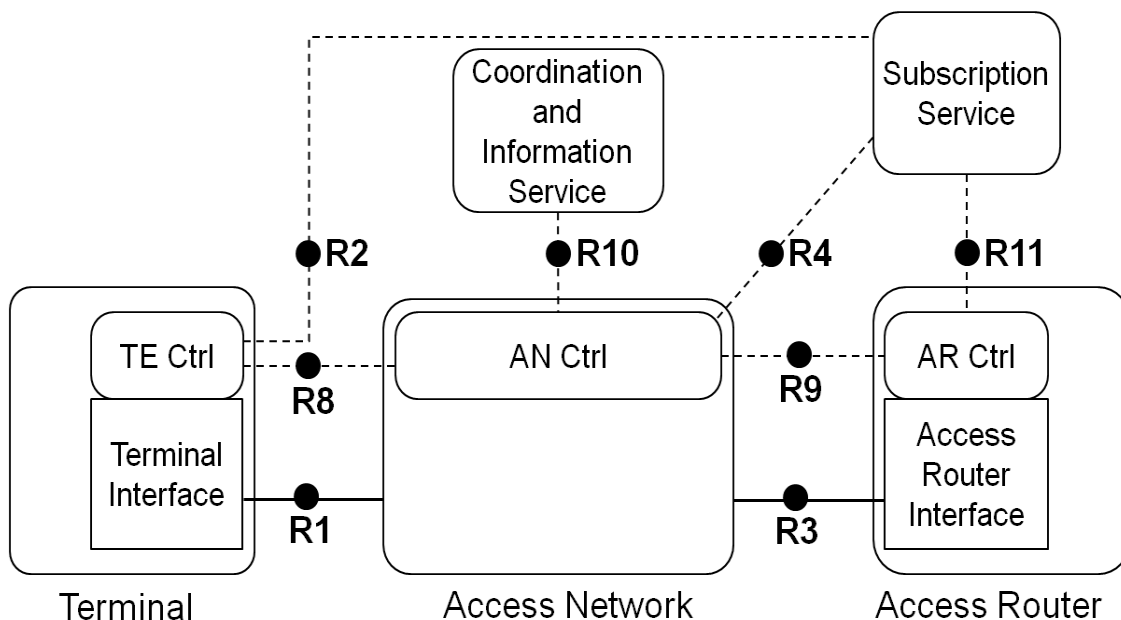 Coordination
and
Information
Service
Subscription
Service
R2
R10
R4
R11
TE Ctrl
AN Ctrl
AR Ctrl
R8
R9
Terminal
Interface
Access
Router
Interface
R1
R3
Terminal
Access Network
Access Router